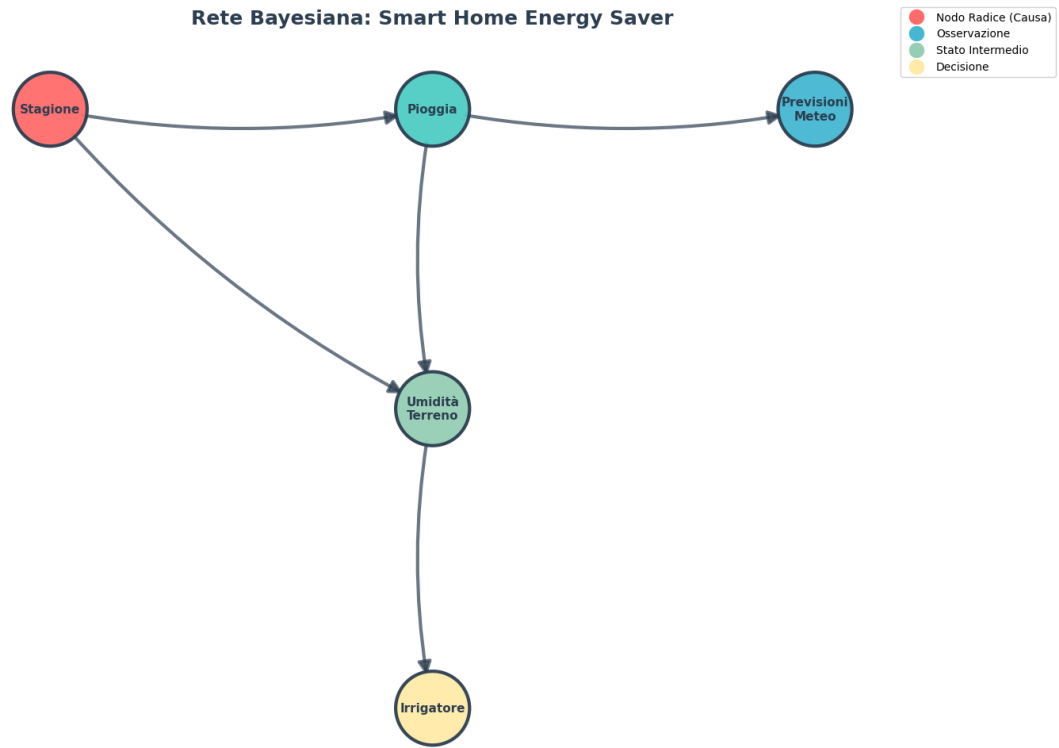 Rete Bayesiana: Smart Home Energy Saver
Nodo Radice (Causa)
Osservazione
Stato Intermedio
Decisione
Stagione
Pioggia
Previsioni
Meteo
Umidità
Terreno
Irrigatore